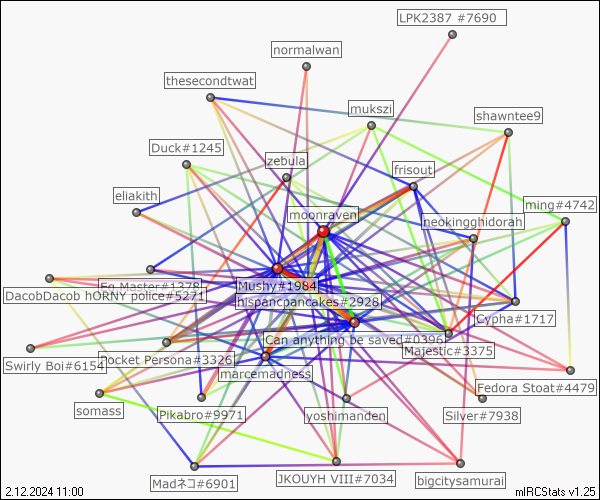 LPK2387 #7690
normalwan
thesecondtwat
mukszi
shawntee9
Duck#1245
zebula
frisout
eliakith
ming#4742
moonraven
neokingghidorah
Eq Master#1378
Mushy#1984
DacobDacob hORNY police#5271
hispancpancakes#2928
Cypha#1717
Can anything be saved#0396
Majestic#3375
Swirly Boi#6154
Rocket Persona#3326
marcemadness
Fedora Stoat#4479
somass
Pikabro#9971
yoshimanden
Silver#7938
Madネコ#6901
JKOUYH VIII#7034
bigcitysamurai
2.12.2024 11:00
mIRCStats v1.25